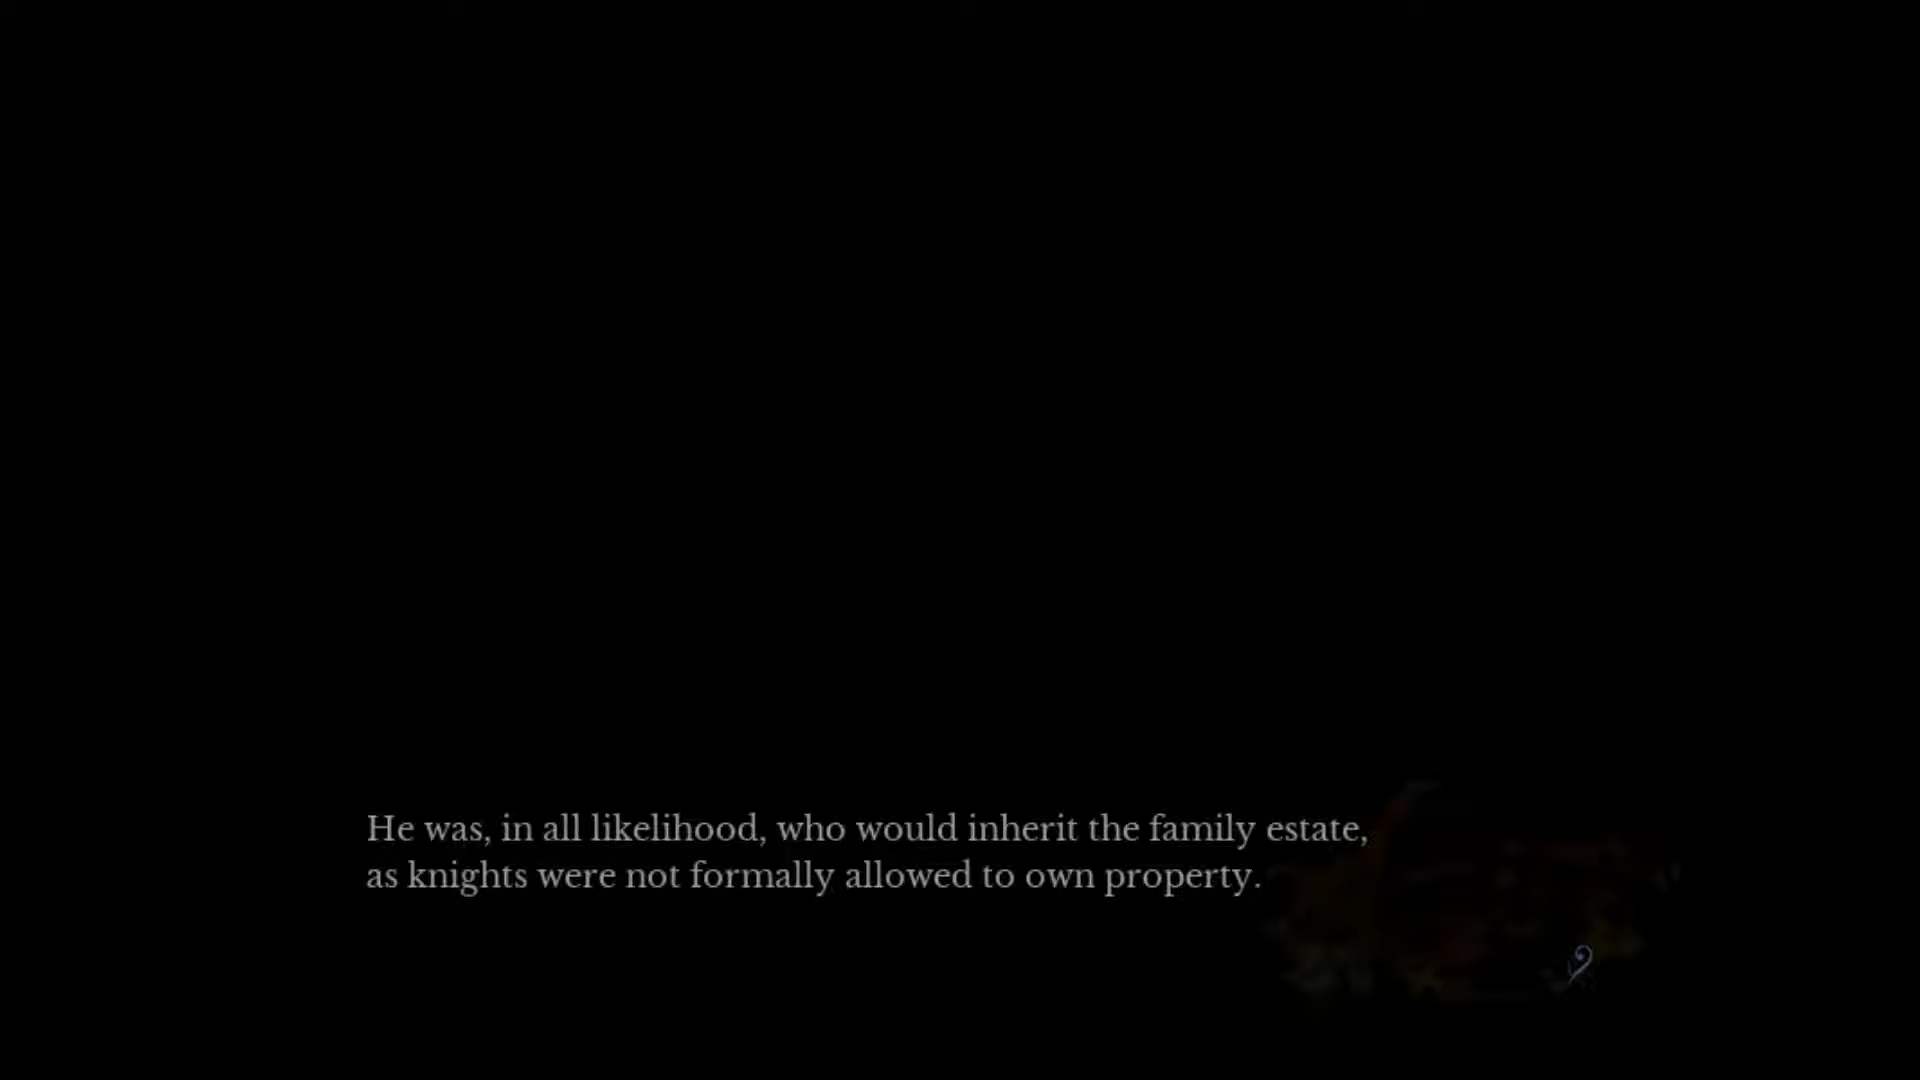 He was, in all likelihood, who would inherit the family estate,
as knights were not formally allowed to own property.